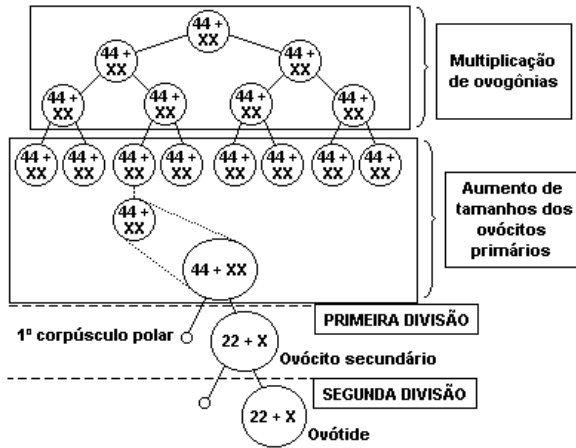 44 +
XX
44 +
XX
44 +
XX
44 +
XX
44 +
XX
44 +
XX
44 +
XX
Multiplicação
de ovogônias
44 +
XX
44 +
XX
44 +
XX
44 +
XX
44 +
XX
44 +
XX
44 +
XX
44 +
XX
44 +
XX
44 + XX
Aumento de
tamanhos dos
ovócitos
primários
PRIMEIRA DIVISÃO
1º corpúsculo polar
22 + X
Ovócito secundário
SEGUNDA DIVISÃO
22 + X
Ovótide